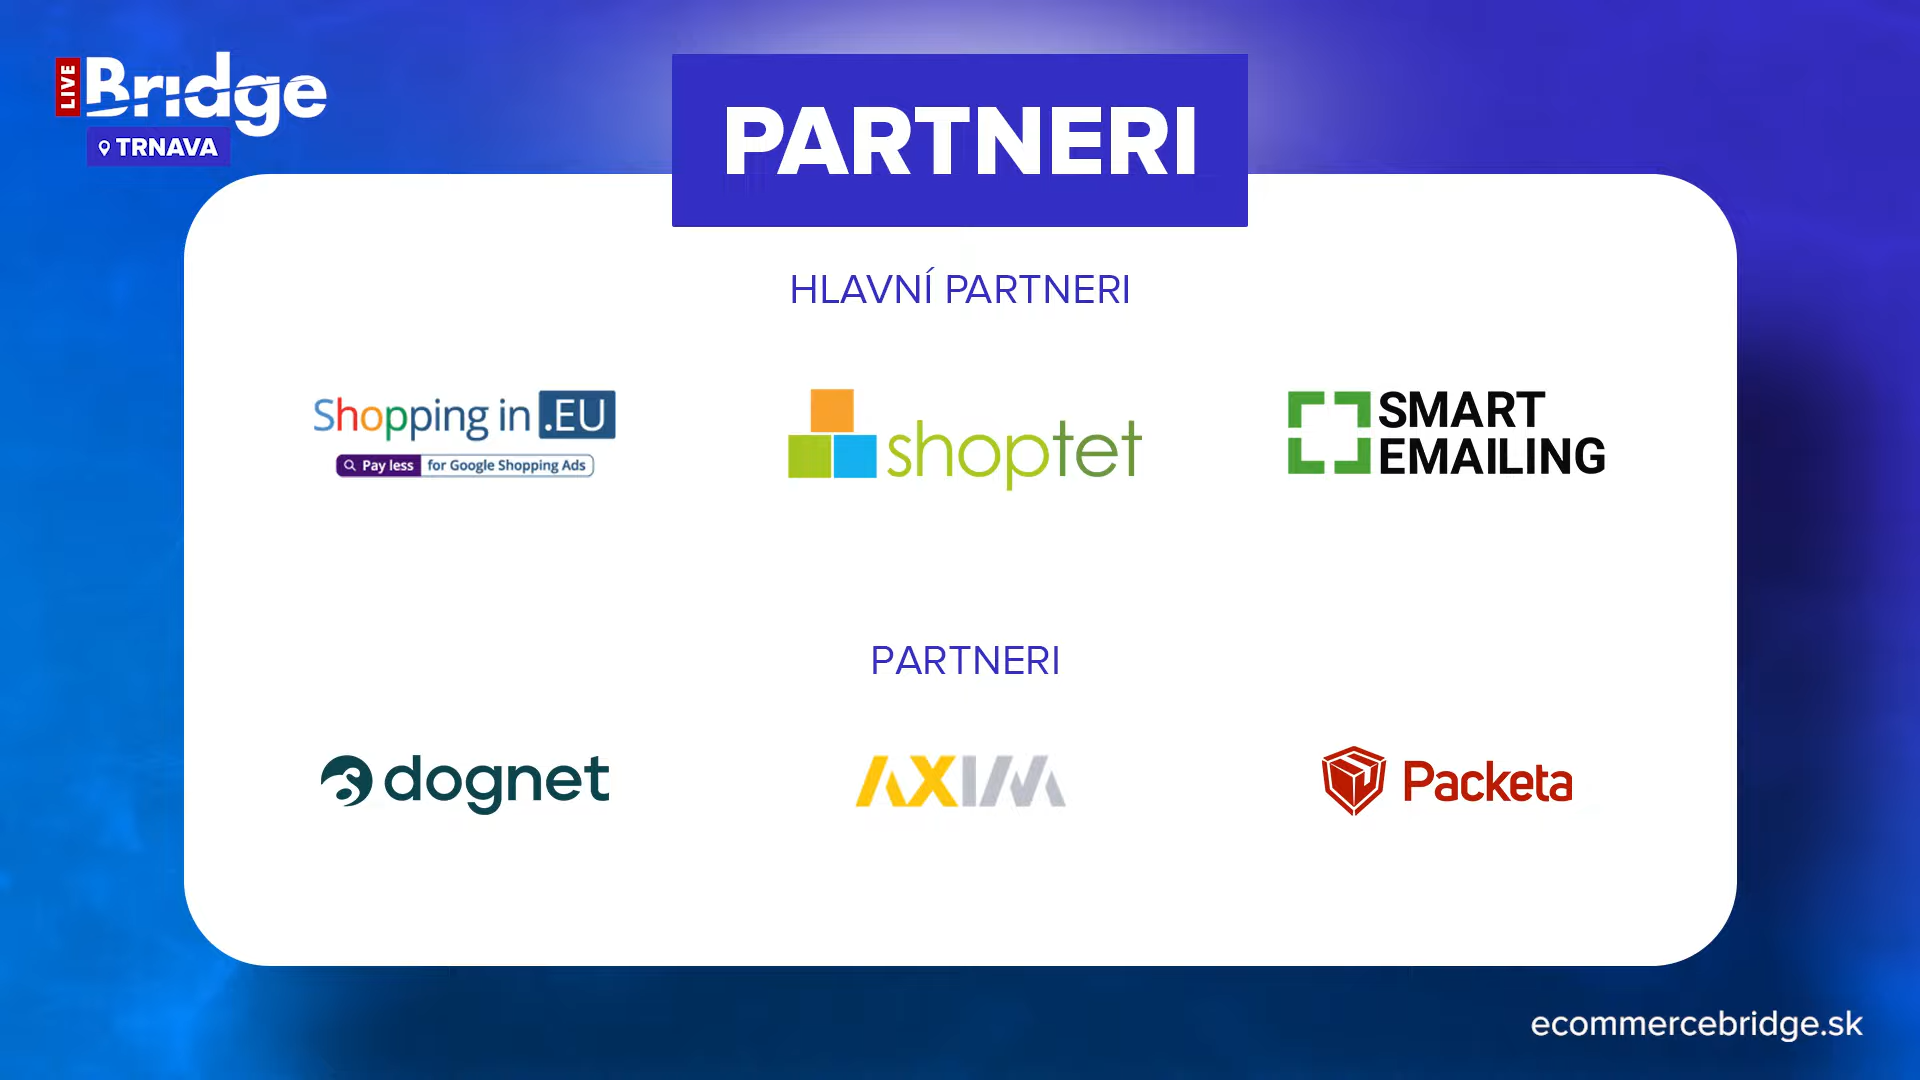 LIVE
Bridge
TRNAVA
PARTNERI
HLAVNÍ PARTNERI
Shopping in .EU
Pay less for Google Shopping Ads
shoptet
SMART
EMAILING
PARTNERI
dognet
AXIM
Packeta
ecommercebridge.sk